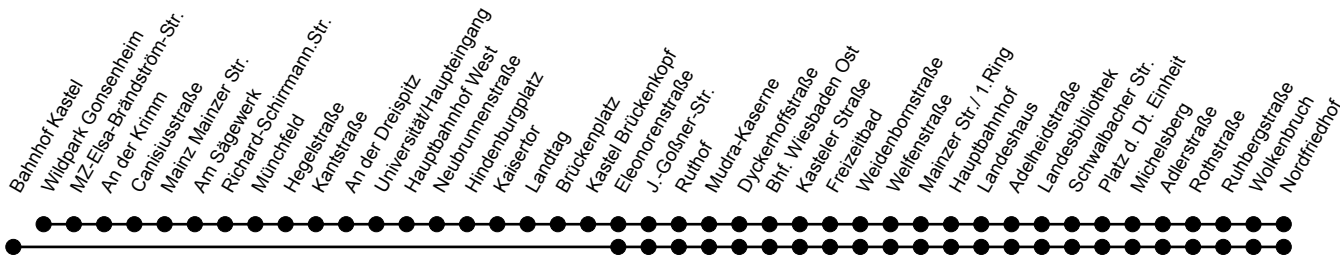 Bahnhof Kastel
Wildpark Gonsenheim
MZ-Elsa-Brändström-Str.
An der Krimm
Canisiusstraße
Mainz Mainzer Str.
Am Sägewerk
Richard-Schirrmann.Str.
Münchfeld
Hegelstraße
Kantstraße
An der Dreispitz
Universität/Haupteingang
Hauptbahnhof West
Neubrunnenstraße
Hindenburgplatz
Kaisertor
Landtag
Brückenplatz
Kastel Brückenkopf
Eleonorenstraße
J.-Goßner-Str.
Ruthof
Mudra-Kaserne
Dyckerhoffstraße
Bhf. Wiesbaden Ost
Kasteler Straße
Freizeitbad
Weidenbornstraße
Welfenstraße
Mainzer Str./ 1.Ring
Hauptbahnhof
Landeshaus
Adelheidstraße
Landesbibliothek
Schwalbacher Str.
Platz d. Dt. Einheit
Michelsberg
Adlerstraße
Rothstraße
Ruhbergstraße
Wolkenbruch
Nordfriedhof